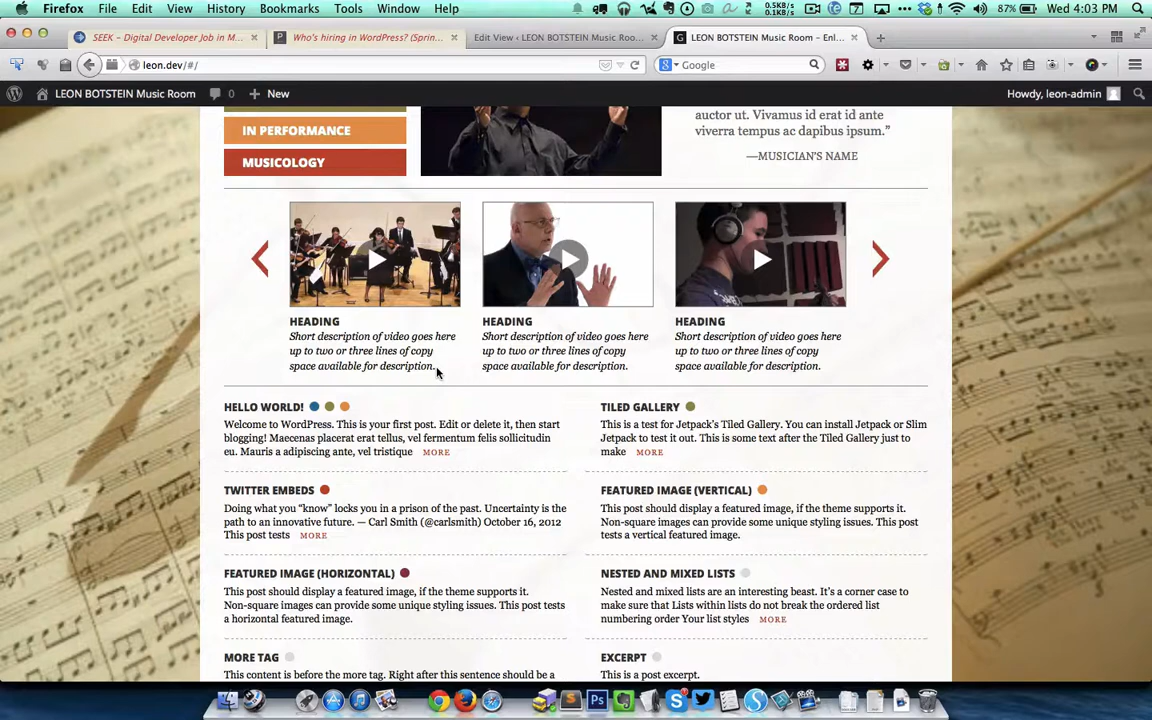 Firefox File Edit View History Bookmarks Tools Window Help 0.5KB/s 0.1KB/s 7 87% Wed 4:03 PM
SEEK – Digital Developer Job in M... Who's hiring in WordPress? (Sprin... Edit View ‹ LEON BOTSTEIN Music Roo... LEON BOTSTEIN Music Room – Enl...
leon.dev/#/ Google
LEON BOTSTEIN Music Room 0 New Howdy, leon-admin
IN PERFORMANCE
MUSICOLOGY
auctor ut. Vivamus id erat id ante
viverra tempus ac dapibus ipsum.”
—MUSICIAN’S NAME
HEADING
Short description of video goes here
up to two or three lines of copy
space available for description.
HEADING
Short description of video goes here
up to two or three lines of copy
space available for description.
HEADING
Short description of video goes here
up to two or three lines of copy
space available for description.
HELLO WORLD!
Welcome to WordPress. This is your first post. Edit or delete it, then start
blogging! Maecenas placerat erat tellus, vel fermentum felis sollicitudin
eu. Mauris a adipiscing ante, vel tristique MORE
TILED GALLERY
This is a test for Jetpack’s Tiled Gallery. You can install Jetpack or Slim
Jetpack to test it out. This is some text after the Tiled Gallery just to
make MORE
TWITTER EMBEDS
Doing what you “know” locks you in a prison of the past. Uncertainty is the
path to an innovative future. — Carl Smith (@carlsmith) October 16, 2012
This post tests MORE
FEATURED IMAGE (VERTICAL)
This post should display a featured image, if the theme supports it.
Non-square images can provide some unique styling issues. This post
tests a vertical featured image.
FEATURED IMAGE (HORIZONTAL)
This post should display a featured image, if the theme supports it.
Non-square images can provide some unique styling issues. This post tests
a horizontal featured image.
NESTED AND MIXED LISTS
Nested and mixed lists are an interesting beast. It’s a corner case to
make sure that Lists within lists do not break the ordered list
numbering order Your list styles MORE
MORE TAG
This content is before the more tag. Right after this sentence should be a
EXCERPT
This is a post excerpt.